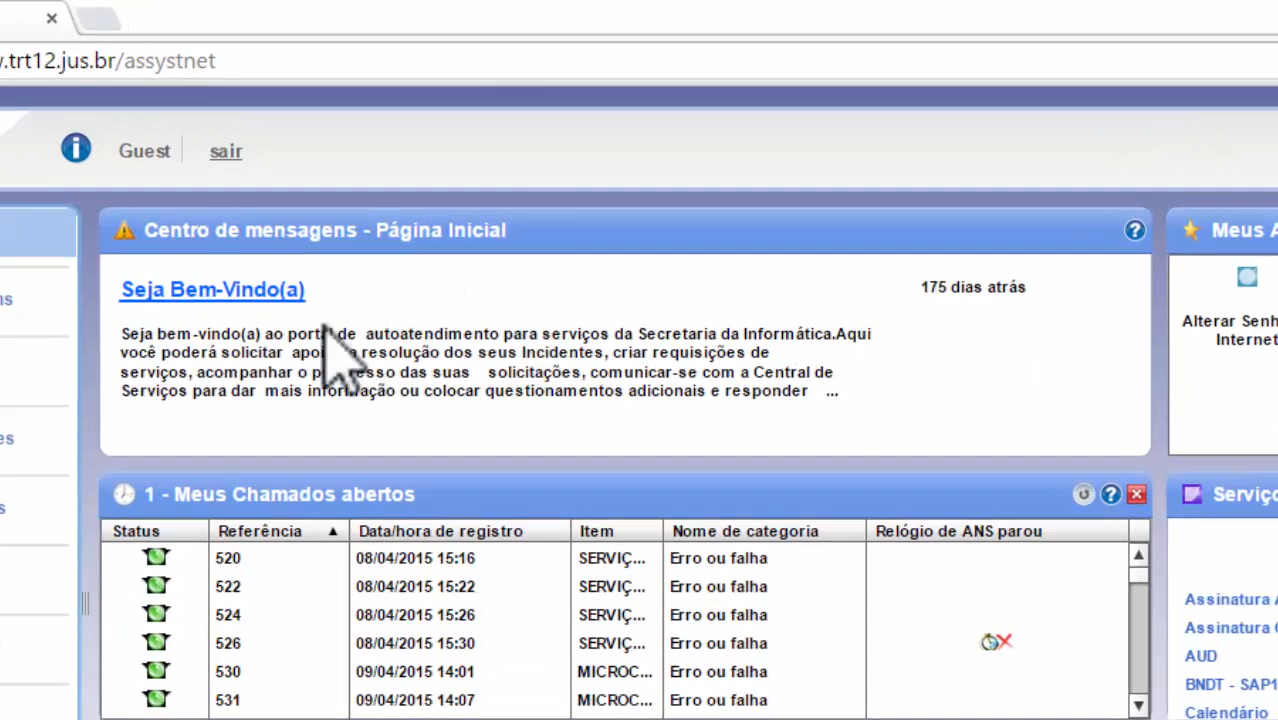 .trt12.jus.br/assystnet
Guest
sair
Centro de mensagens - Página Inicial
Seja Bem-Vindo(a)
175 dias atrás
Seja bem-vindo(a) ao portal de autoatendimento para serviços da Secretaria da Informática.Aqui
você poderá solicitar a resolução dos seus Incidentes, criar requisições de
serviços, acompanhar o das suas solicitações, comunicar-se com a Central de
Serviços para dar mais informação ou colocar questionamentos adicionais e responder ...
Meus A
Alterar Senh
Internet
1 - Meus Chamados abertos
Status Referência Data/hora de registro Item Nome de categoria Relógio de ANS parou
520 08/04/2015 15:16 SERVIÇ... Erro ou falha
522 08/04/2015 15:22 SERVIÇ... Erro ou falha
524 08/04/2015 15:26 SERVIÇ... Erro ou falha
526 08/04/2015 15:30 SERVIÇ... Erro ou falha
530 09/04/2015 14:01 MICROC... Erro ou falha
531 09/04/2015 14:07 MICROC... Erro ou falha
Serviço
Assinatura A
Assinatura
AUD
BNDT - SAP1
Calendário
ns
es
s